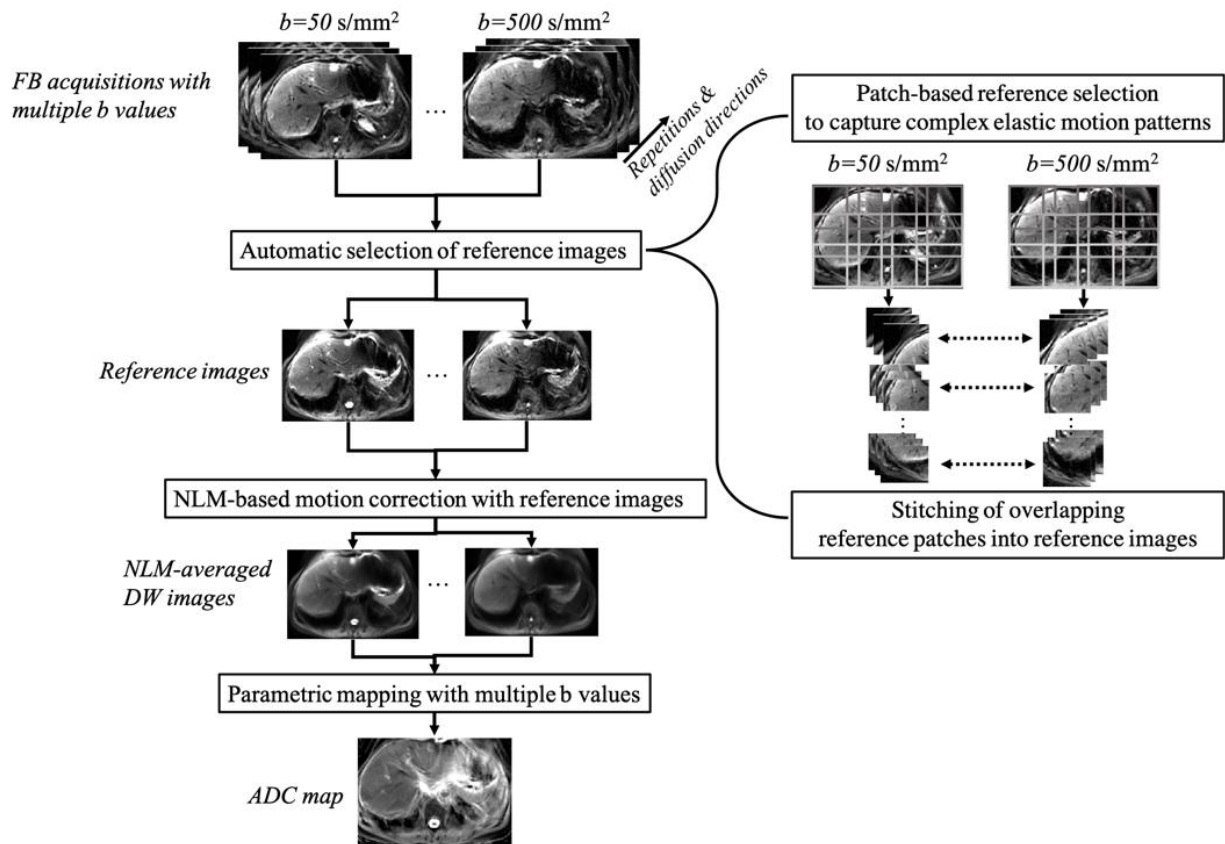 b=50 s/mm²
b=500 s/mm²
FB acquisitions with
multiple b values
...
Repetitions &
diffusion directions
Automatic selection of reference images
Reference images
...
NLM-based motion correction with reference images
NLM-averaged
DW images
...
Parametric mapping with multiple b values
ADC map
Patch-based reference selection
to capture complex elastic motion patterns
b=50 s/mm²
b=500 s/mm²
Stitching of overlapping
reference patches into reference images